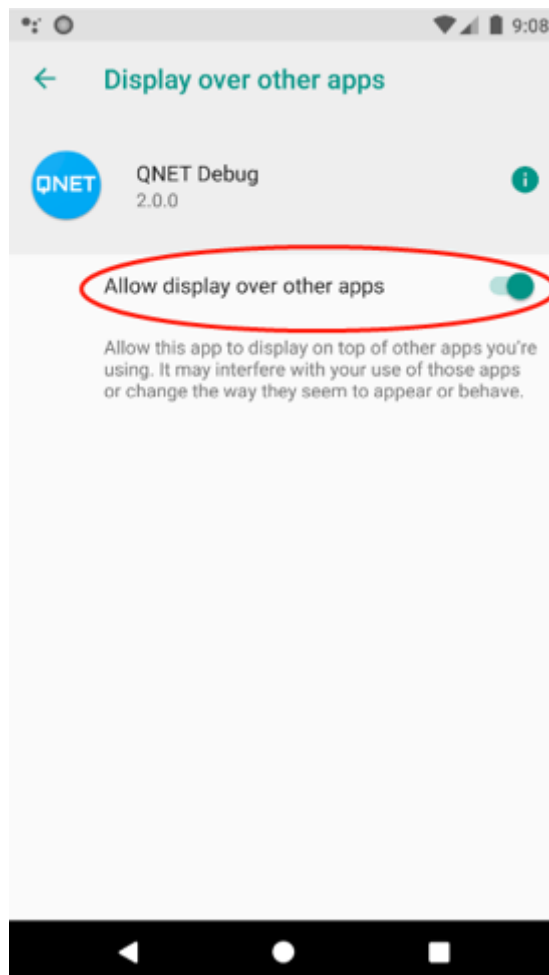 9:08
Display over other apps
QNET
QNET Debug
2.0.0
Allow display over other apps
Allow this app to display on top of other apps you're
using. It may interfere with your use of those apps
or change the way they seem to appear or behave.